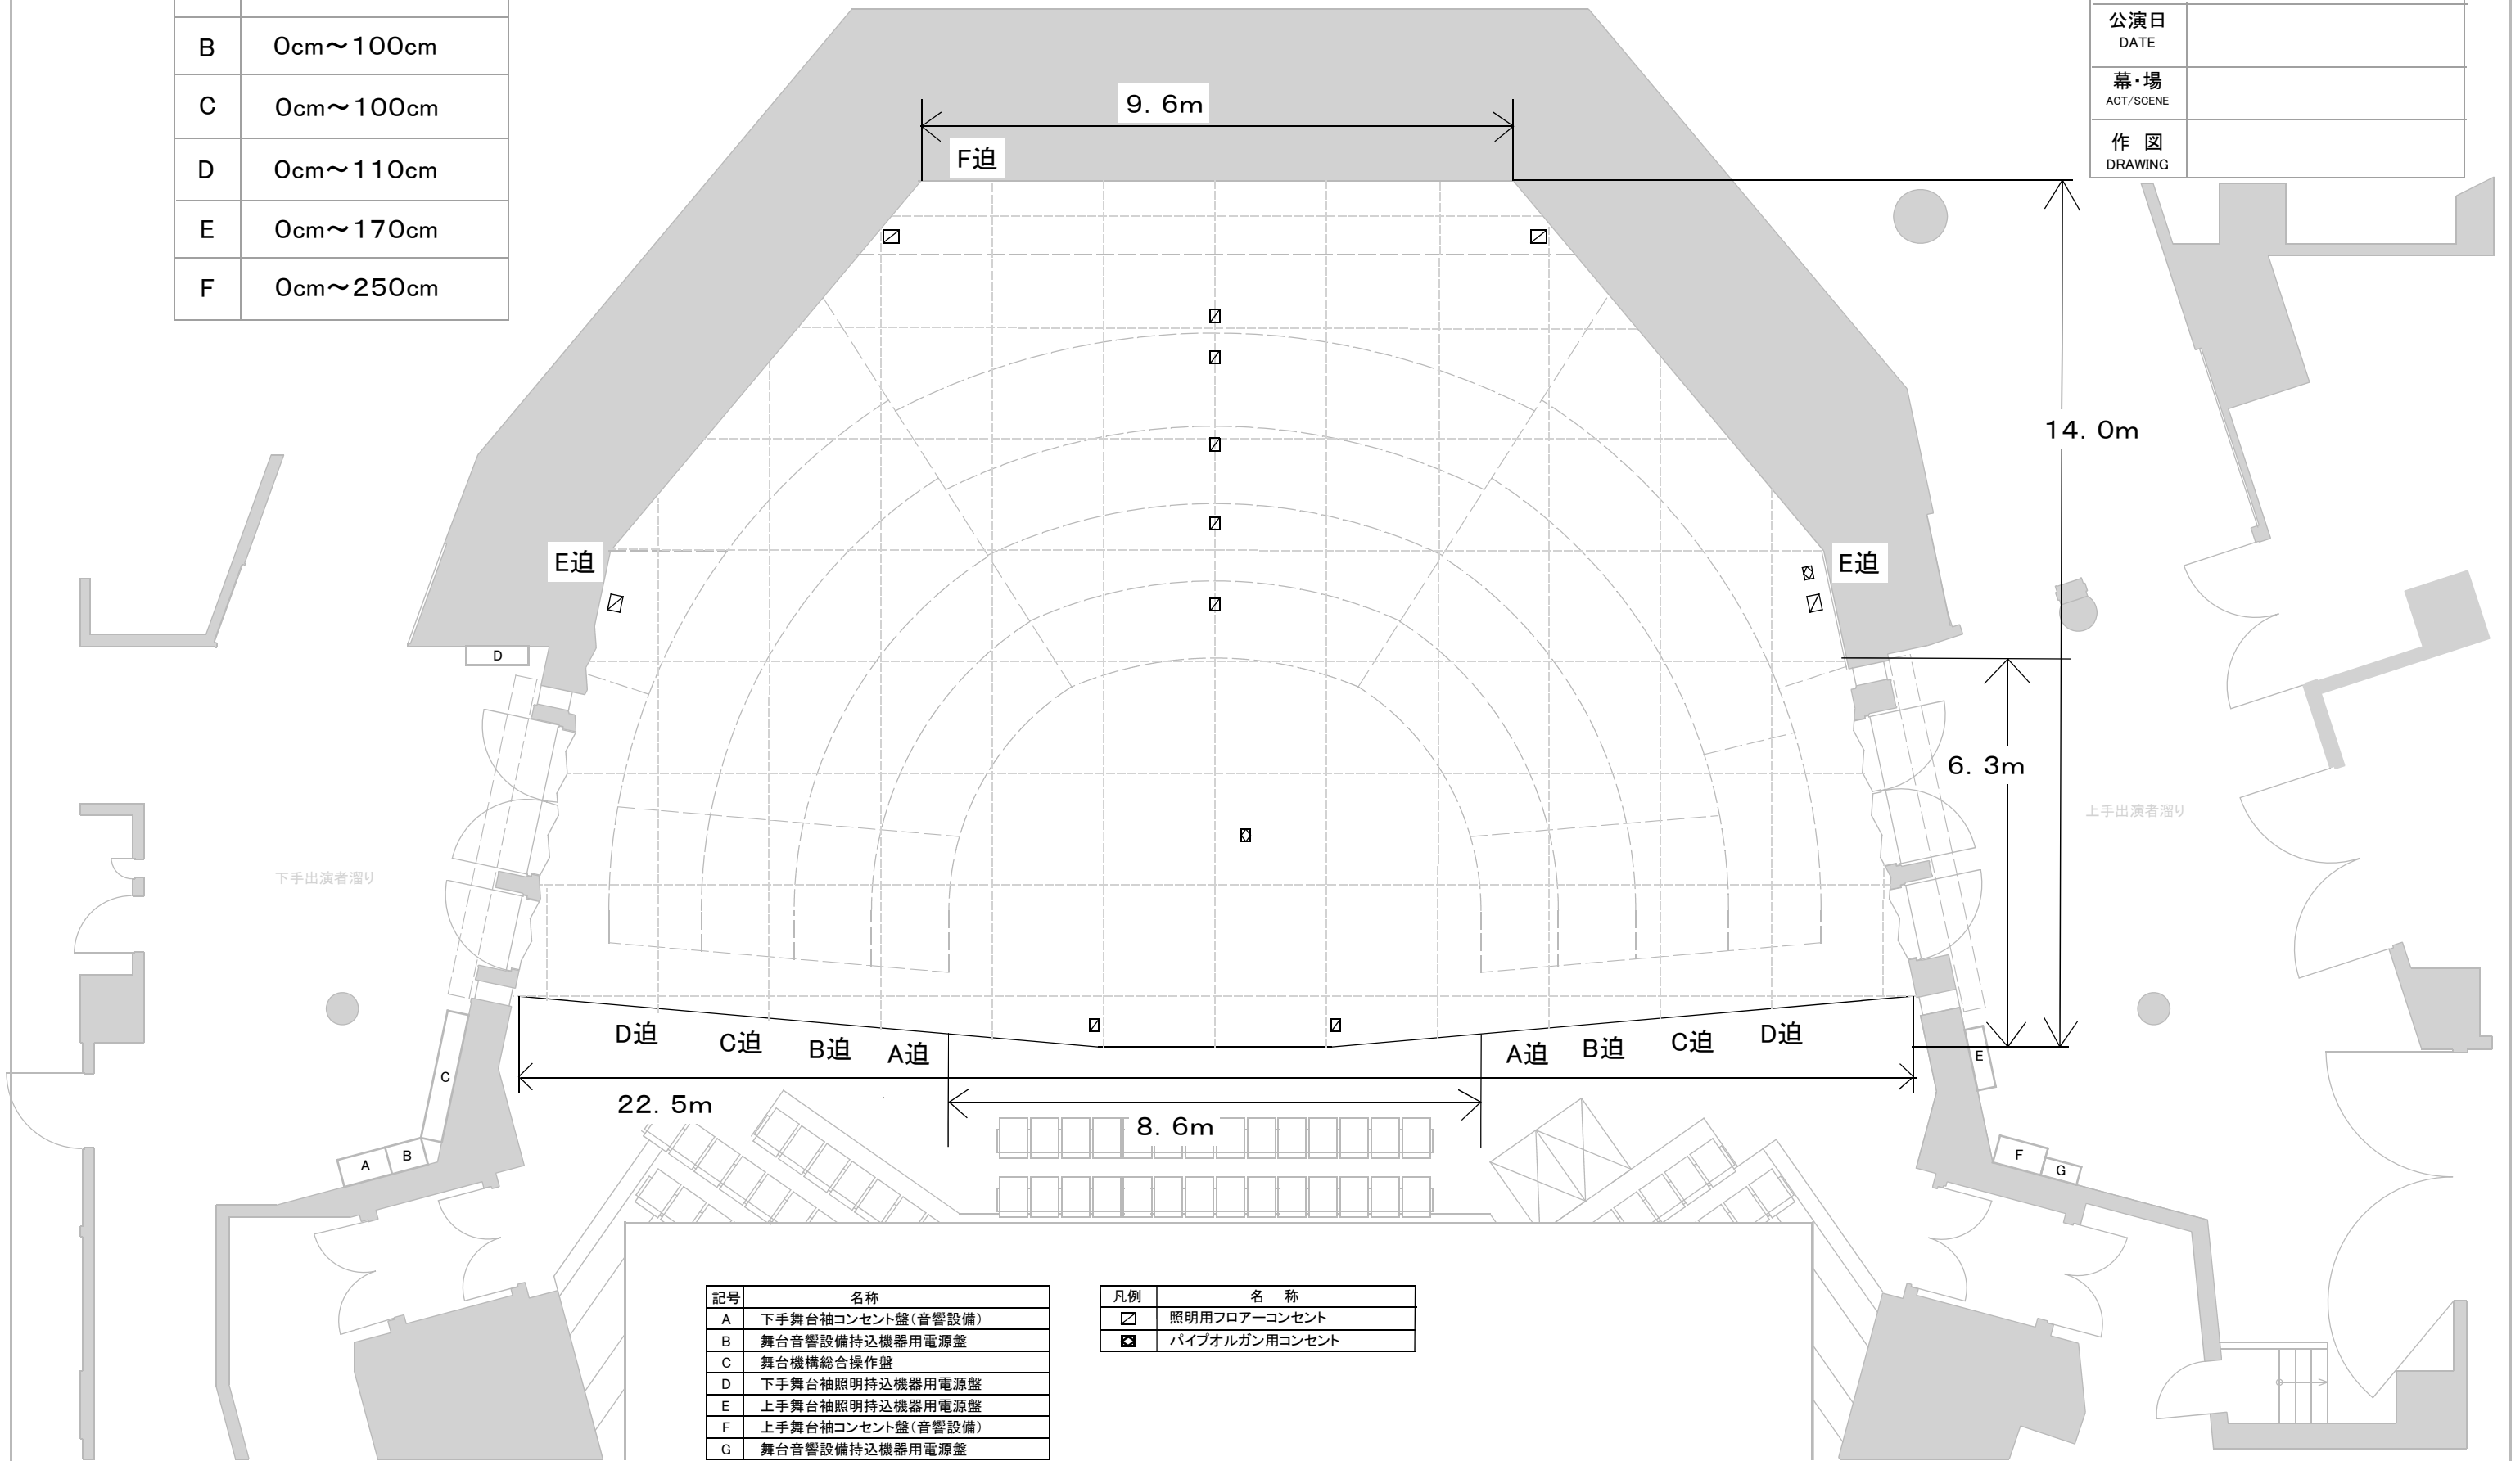 B 0cm～100cm
C 0cm～100cm
D 0cm～110cm
E 0cm～170cm
F 0cm～250cm
公演日
DATE
幕・場
ACT/SCENE
作 図
DRAWING
9. 6m
F迫
14. 0m
E迫
E迫
D
6. 3m
上手出演者溜り
下手出演者溜り
D迫
C迫
B迫
A迫
A迫
B迫
C迫
D迫
E
C
22. 5m
8. 6m
A
B
F
G
記号 名称
A 下手舞台袖コンセント盤（音響設備）
B 舞台音響設備持込機器用電源盤
C 舞台機構総合操作盤
D 下手舞台袖照明持込機器用電源盤
E 上手舞台袖照明持込機器用電源盤
F 上手舞台袖コンセント盤（音響設備）
G 舞台音響設備持込機器用電源盤
凡例 名 称
照明用フロアーコンセント
パイプオルガン用コンセント